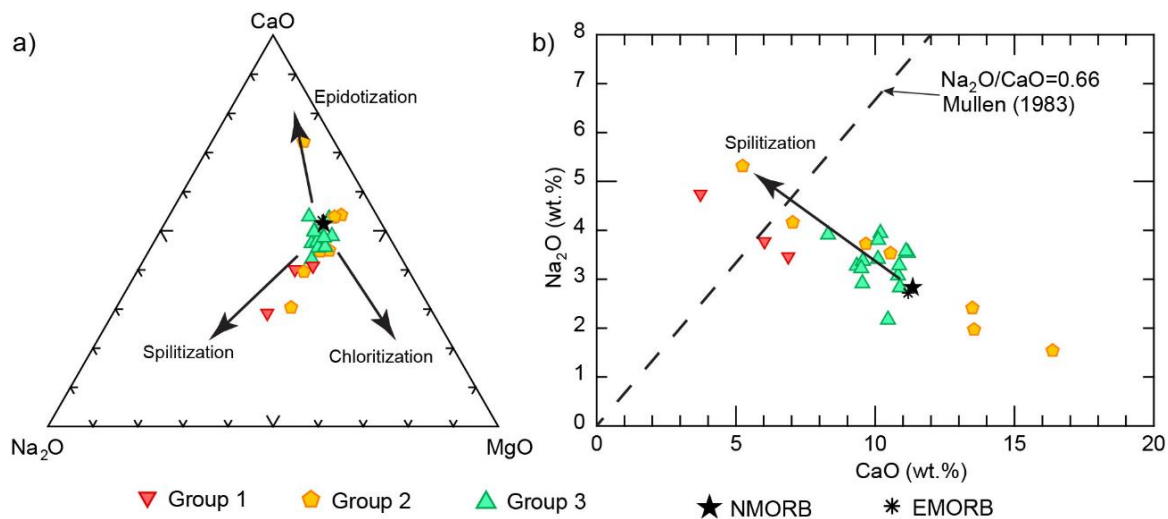 a)
CaO
Epidotization
Spilitization
Chloritization
Na₂O
MgO
b)
8
7
6
5
4
3
2
1
0
Na₂O (wt.%)
Na₂O/CaO=0.66
Mullen (1983)
Spilitization
0
5
10
15
20
CaO (wt.%)
Group 1
Group 2
Group 3
NMORB
EMORB